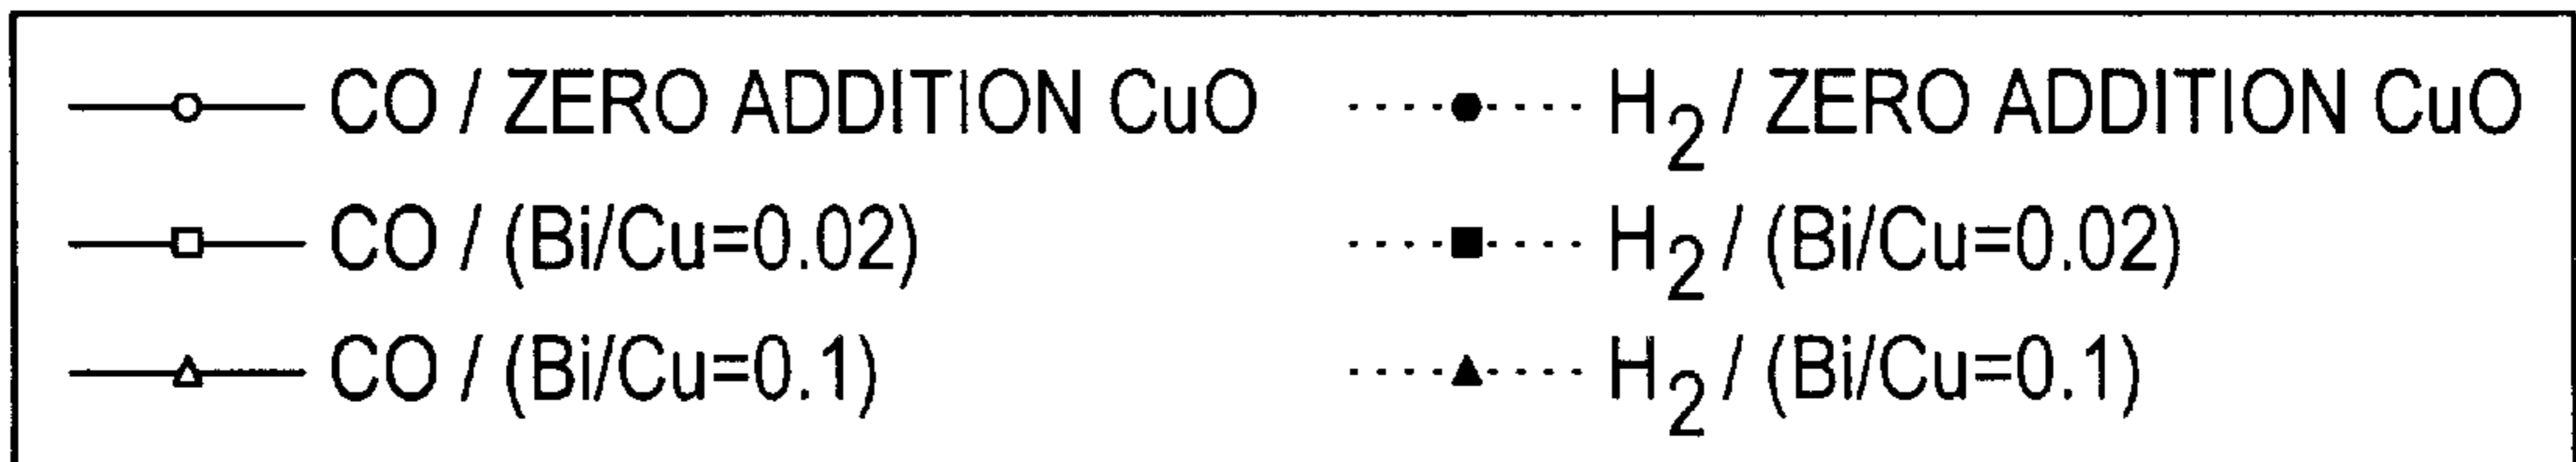 CO / ZERO ADDITION CuO
H2 / ZERO ADDITION CuO
CO / (Bi/Cu=0.02)
H2 / (Bi/Cu=0.02)
CO / (Bi/Cu=0.1)
H2 / (Bi/Cu=0.1)